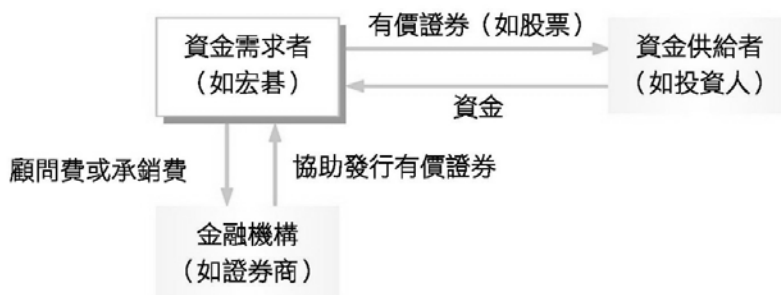 資金需求者
(如宏碁)
有價證券(如股票)
資金供給者
(如投資人)
資金
顧問費或承銷費
協助發行有價證券
金融機構
(如證券商)